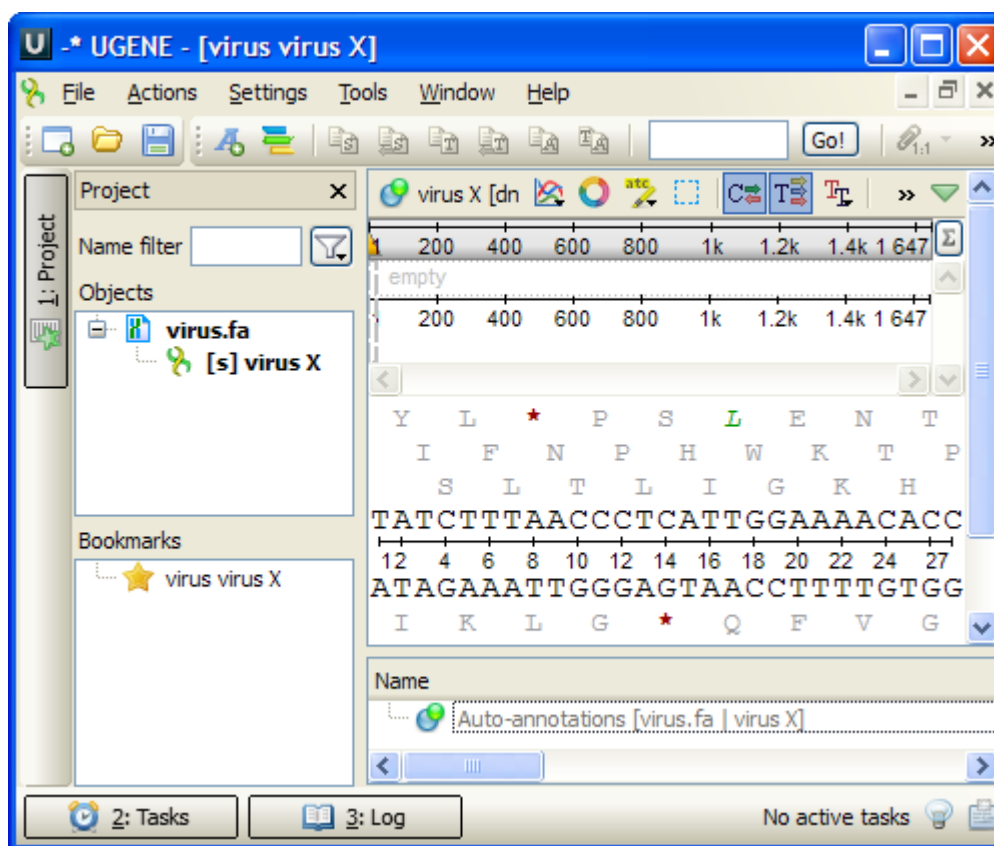 U -* UGENE - [virus virus X]
File Actions Settings Tools Window Help
Go!
1: Project
Project
virus X [dn
Name filter
1 200 400 600 800 1k 1.2k 1.4k 1 647 Σ
empty
Objects
200 400 600 800 1k 1.2k 1.4k 1 647
virus.fa
[s] virus X
Y L * P S L E N T
I F N P H W K T P
S L T L I G K H
TATCTTTAACCCTCATTGGAAAACACC
12 4 6 8 10 12 14 16 18 20 22 24 27
ATAGAAATTGGGAGTAACCTTTTGTGG
I K L G * Q F V G
Bookmarks
virus virus X
Name
Auto-annotations [virus.fa | virus X]
2: Tasks
3: Log
No active tasks